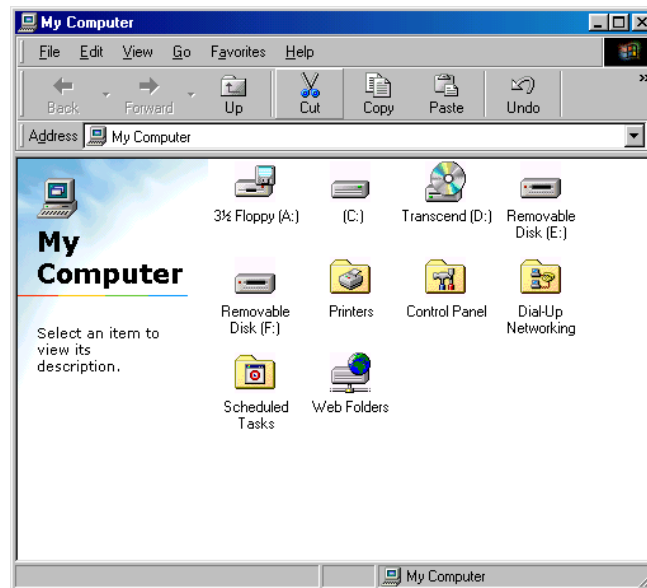 My Computer
File Edit View Go Favorites Help
Back Forward Up Cut Copy Paste Undo »
Address My Computer
3½ Floppy (A:) (C:) Transcend (D:) Removable Disk (E:)
My
Computer
Removable Disk (F:) Printers Control Panel Dial-Up Networking
Select an item to
view its
description.
Scheduled Tasks Web Folders
My Computer